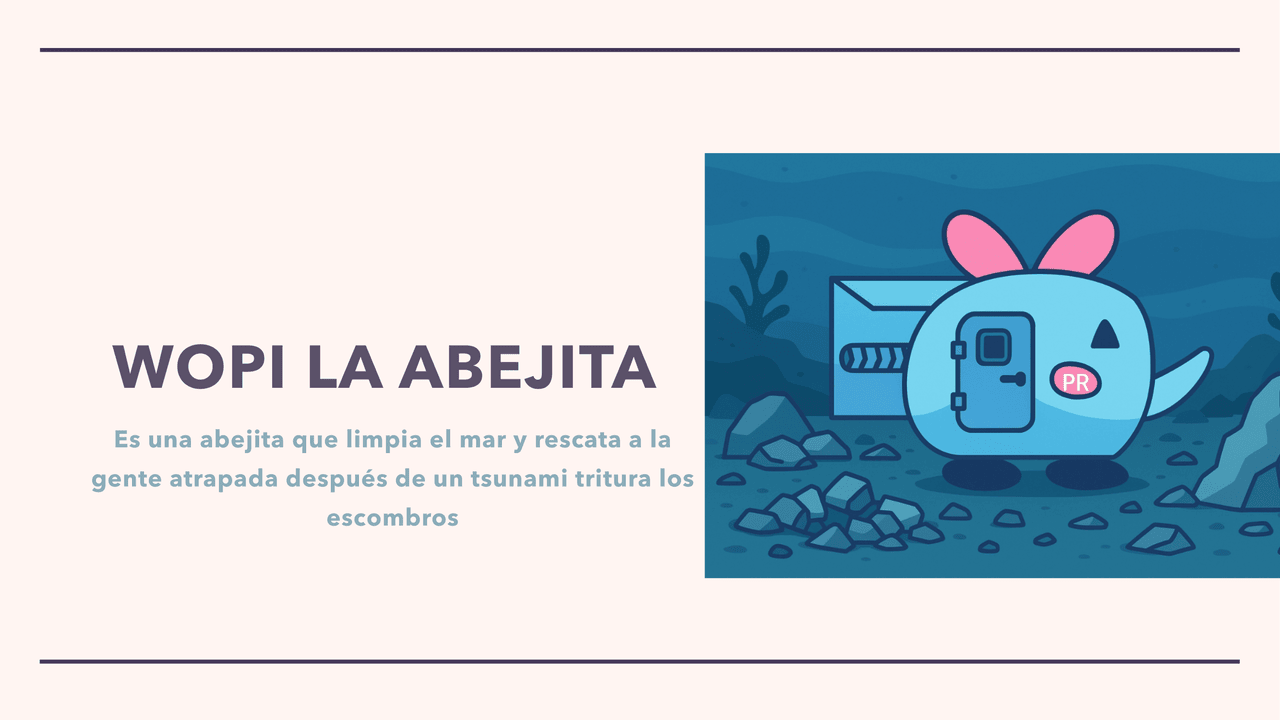 WOPI LA ABEJITA
Es una abejita que limpia el mar y rescata a la
gente atrapada después de un tsunami tritura los
escombros
PR